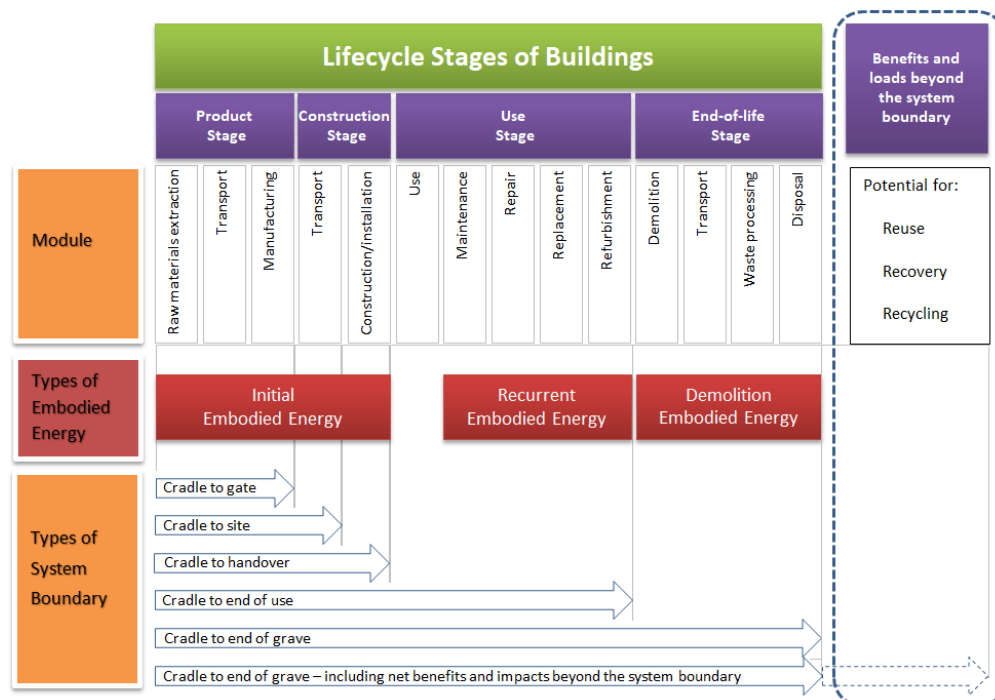 Lifecycle Stages of Buildings
Benefits and
loads beyond
the system
boundary
Product
Stage
Construction
Stage
Use
Stage
End-of-life
Stage
Module
Raw materials extraction
Transport
Manufacturing
Transport
Construction/installation
Use
Maintenance
Repair
Replacement
Refurbishment
Demolition
Transport
Waste processing
Disposal
Potential for:
Reuse
Recovery
Recycling
Types of
Embodied
Energy
Initial
Embodied Energy
Recurrent
Embodied Energy
Demolition
Embodied Energy
Types of
System
Boundary
Cradle to gate
Cradle to site
Cradle to handover
Cradle to end of use
Cradle to end of grave
Cradle to end of grave – including net benefits and impacts beyond the system boundary